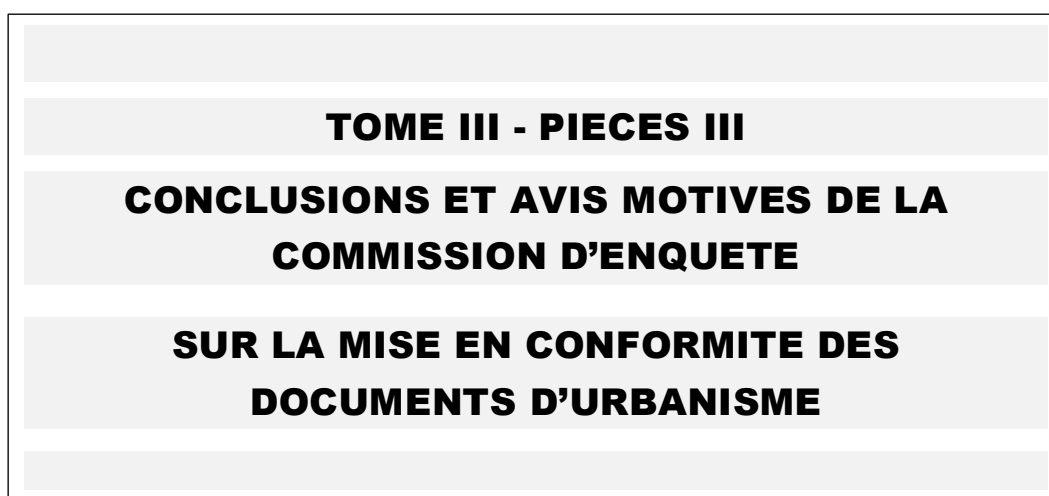 TOME III - PIECES III
CONCLUSIONS ET AVIS MOTIVES DE LA
COMMISSION D’ENQUETE
SUR LA MISE EN CONFORMITE DES
DOCUMENTS D’URBANISME